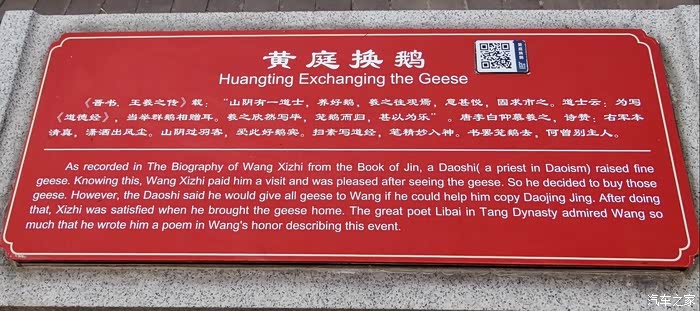 黄庭换鹅
Huangting Exchanging the Geese
《晋书．王羲之传》载：“山阴有一道士，养好鹅，羲之往观焉，意甚悦，固求市之。道士云：为写
《道德经》，当举群鹅相赠耳。羲之欣然写毕，笼鹅而归，甚以为乐”。唐李白仰慕羲之，诗赞：右军本
清真，潇洒出风尘。山阴过羽客，爱此好鹅宾。扫素写道经，笔精妙入神。书罢笼鹅去，何曾别主人。
As recorded in The Biography of Wang Xizhi from the Book of Jin, a Daoshi( a priest in Daoism) raised fine
geese. Knowing this, Wang Xizhi paid him a visit and was pleased after seeing the geese. So he decided to buy those
geese. However, the Daoshi said he would give all geese to Wang if he could help him copy Daojing Jing. After doing
that, Xizhi was satisfied when he brought the geese home. The great poet Libai in Tang Dynasty admired Wang so
much that he wrote him a poem in Wang's honor describing this event.
汽车之家